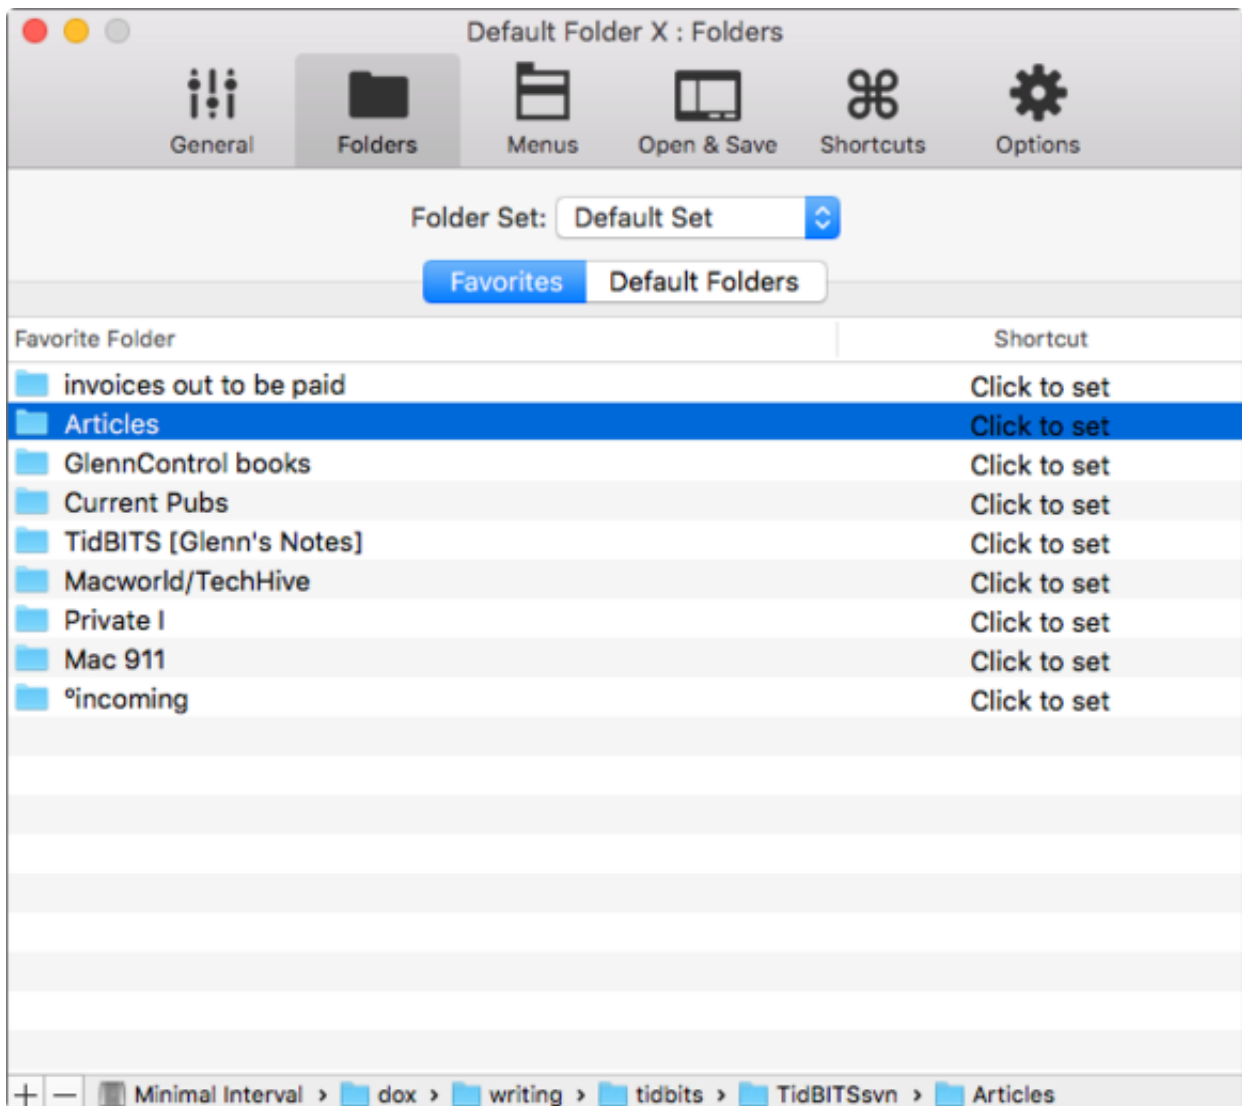 Default Folder X : Folders
General Folders Menus Open & Save Shortcuts Options
Folder Set: Default Set
Favorites Default Folders
Favorite Folder Shortcut
invoices out to be paid Click to set
Articles Click to set
GlennControl books Click to set
Current Pubs Click to set
TidBITS [Glenn's Notes] Click to set
Macworld/TechHive Click to set
Private I Click to set
Mac 911 Click to set
°incoming Click to set
+ − Minimal Interval › dox › writing › tidbits › TidBITSsvn › Articles